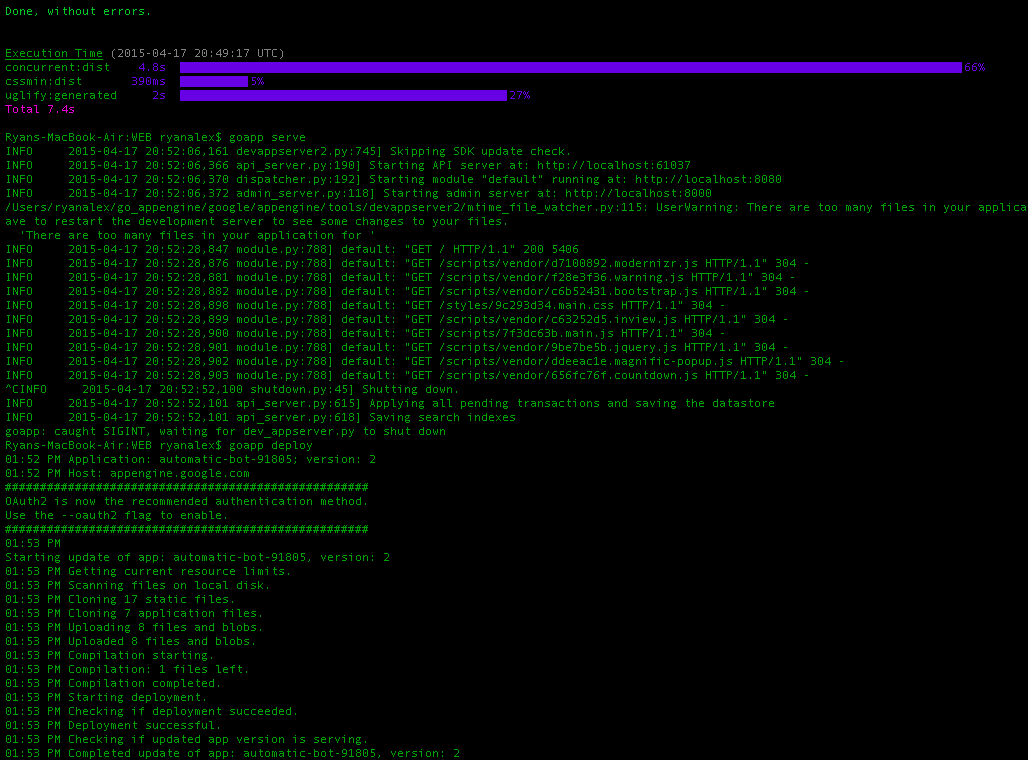 Done, without errors.
Execution Time (2015-04-17 20:49:17 UTC)
concurrent:dist 4.8s 66%
cssmin:dist 390ms 5%
uglify:generated 2s 27%
Total 7.4s
Ryans-MacBook-Air:WEB ryanalex$ goapp serve
INFO 2015-04-17 20:52:06,161 devappserver2.py:745] Skipping SDK update check.
INFO 2015-04-17 20:52:06,366 api_server.py:190] Starting API server at: http://localhost:61037
INFO 2015-04-17 20:52:06,370 dispatcher.py:192] Starting module "default" running at: http://localhost:8080
INFO 2015-04-17 20:52:06,372 admin_server.py:118] Starting admin server at: http://localhost:8000
/Users/ryanalex/go_appengine/google/appengine/tools/devappserver2/mtime_file_watcher.py:115: UserWarning: There are too many files in your applica
ave to restart the development server to see some changes to your files.
'There are too many files in your application for '
INFO 2015-04-17 20:52:28,847 module.py:788] default: "GET / HTTP/1.1" 200 5406
INFO 2015-04-17 20:52:28,876 module.py:788] default: "GET /scripts/vendor/d7100892.modernizr.js HTTP/1.1" 304 -
INFO 2015-04-17 20:52:28,881 module.py:788] default: "GET /scripts/vendor/f28e3f36.warning.js HTTP/1.1" 304 -
INFO 2015-04-17 20:52:28,882 module.py:788] default: "GET /scripts/vendor/c6b52431.bootstrap.js HTTP/1.1" 304 -
INFO 2015-04-17 20:52:28,898 module.py:788] default: "GET /styles/9c293d34.main.css HTTP/1.1" 304 -
INFO 2015-04-17 20:52:28,899 module.py:788] default: "GET /scripts/vendor/c63252d5.inview.js HTTP/1.1" 304 -
INFO 2015-04-17 20:52:28,900 module.py:788] default: "GET /scripts/7f3dc63b.main.js HTTP/1.1" 304 -
INFO 2015-04-17 20:52:28,901 module.py:788] default: "GET /scripts/vendor/9be7be5b.jquery.js HTTP/1.1" 304 -
INFO 2015-04-17 20:52:28,902 module.py:788] default: "GET /scripts/vendor/ddeeac1e.magnific-popup.js HTTP/1.1" 304 -
INFO 2015-04-17 20:52:28,903 module.py:788] default: "GET /scripts/vendor/656fc76f.countdown.js HTTP/1.1" 304 -
^CINFO 2015-04-17 20:52:52,100 shutdown.py:45] Shutting down.
INFO 2015-04-17 20:52:52,101 api_server.py:615] Applying all pending transactions and saving the datastore
INFO 2015-04-17 20:52:52,101 api_server.py:618] Saving search indexes
goapp: caught SIGINT, waiting for dev_appserver.py to shut down
Ryans-MacBook-Air:WEB ryanalex$ goapp deploy
01:52 PM Application: automatic-bot-91805; version: 2
01:52 PM Host: appengine.google.com
####################################################
OAuth2 is now the recommended authentication method.
Use the --oauth2 flag to enable.
####################################################
01:53 PM
Starting update of app: automatic-bot-91805, version: 2
01:53 PM Getting current resource limits.
01:53 PM Scanning files on local disk.
01:53 PM Cloning 17 static files.
01:53 PM Cloning 7 application files.
01:53 PM Uploading 8 files and blobs.
01:53 PM Uploaded 8 files and blobs.
01:53 PM Compilation starting.
01:53 PM Compilation: 1 files left.
01:53 PM Compilation completed.
01:53 PM Starting deployment.
01:53 PM Checking if deployment succeeded.
01:53 PM Deployment successful.
01:53 PM Checking if updated app version is serving.
01:53 PM Completed update of app: automatic-bot-91805, version: 2